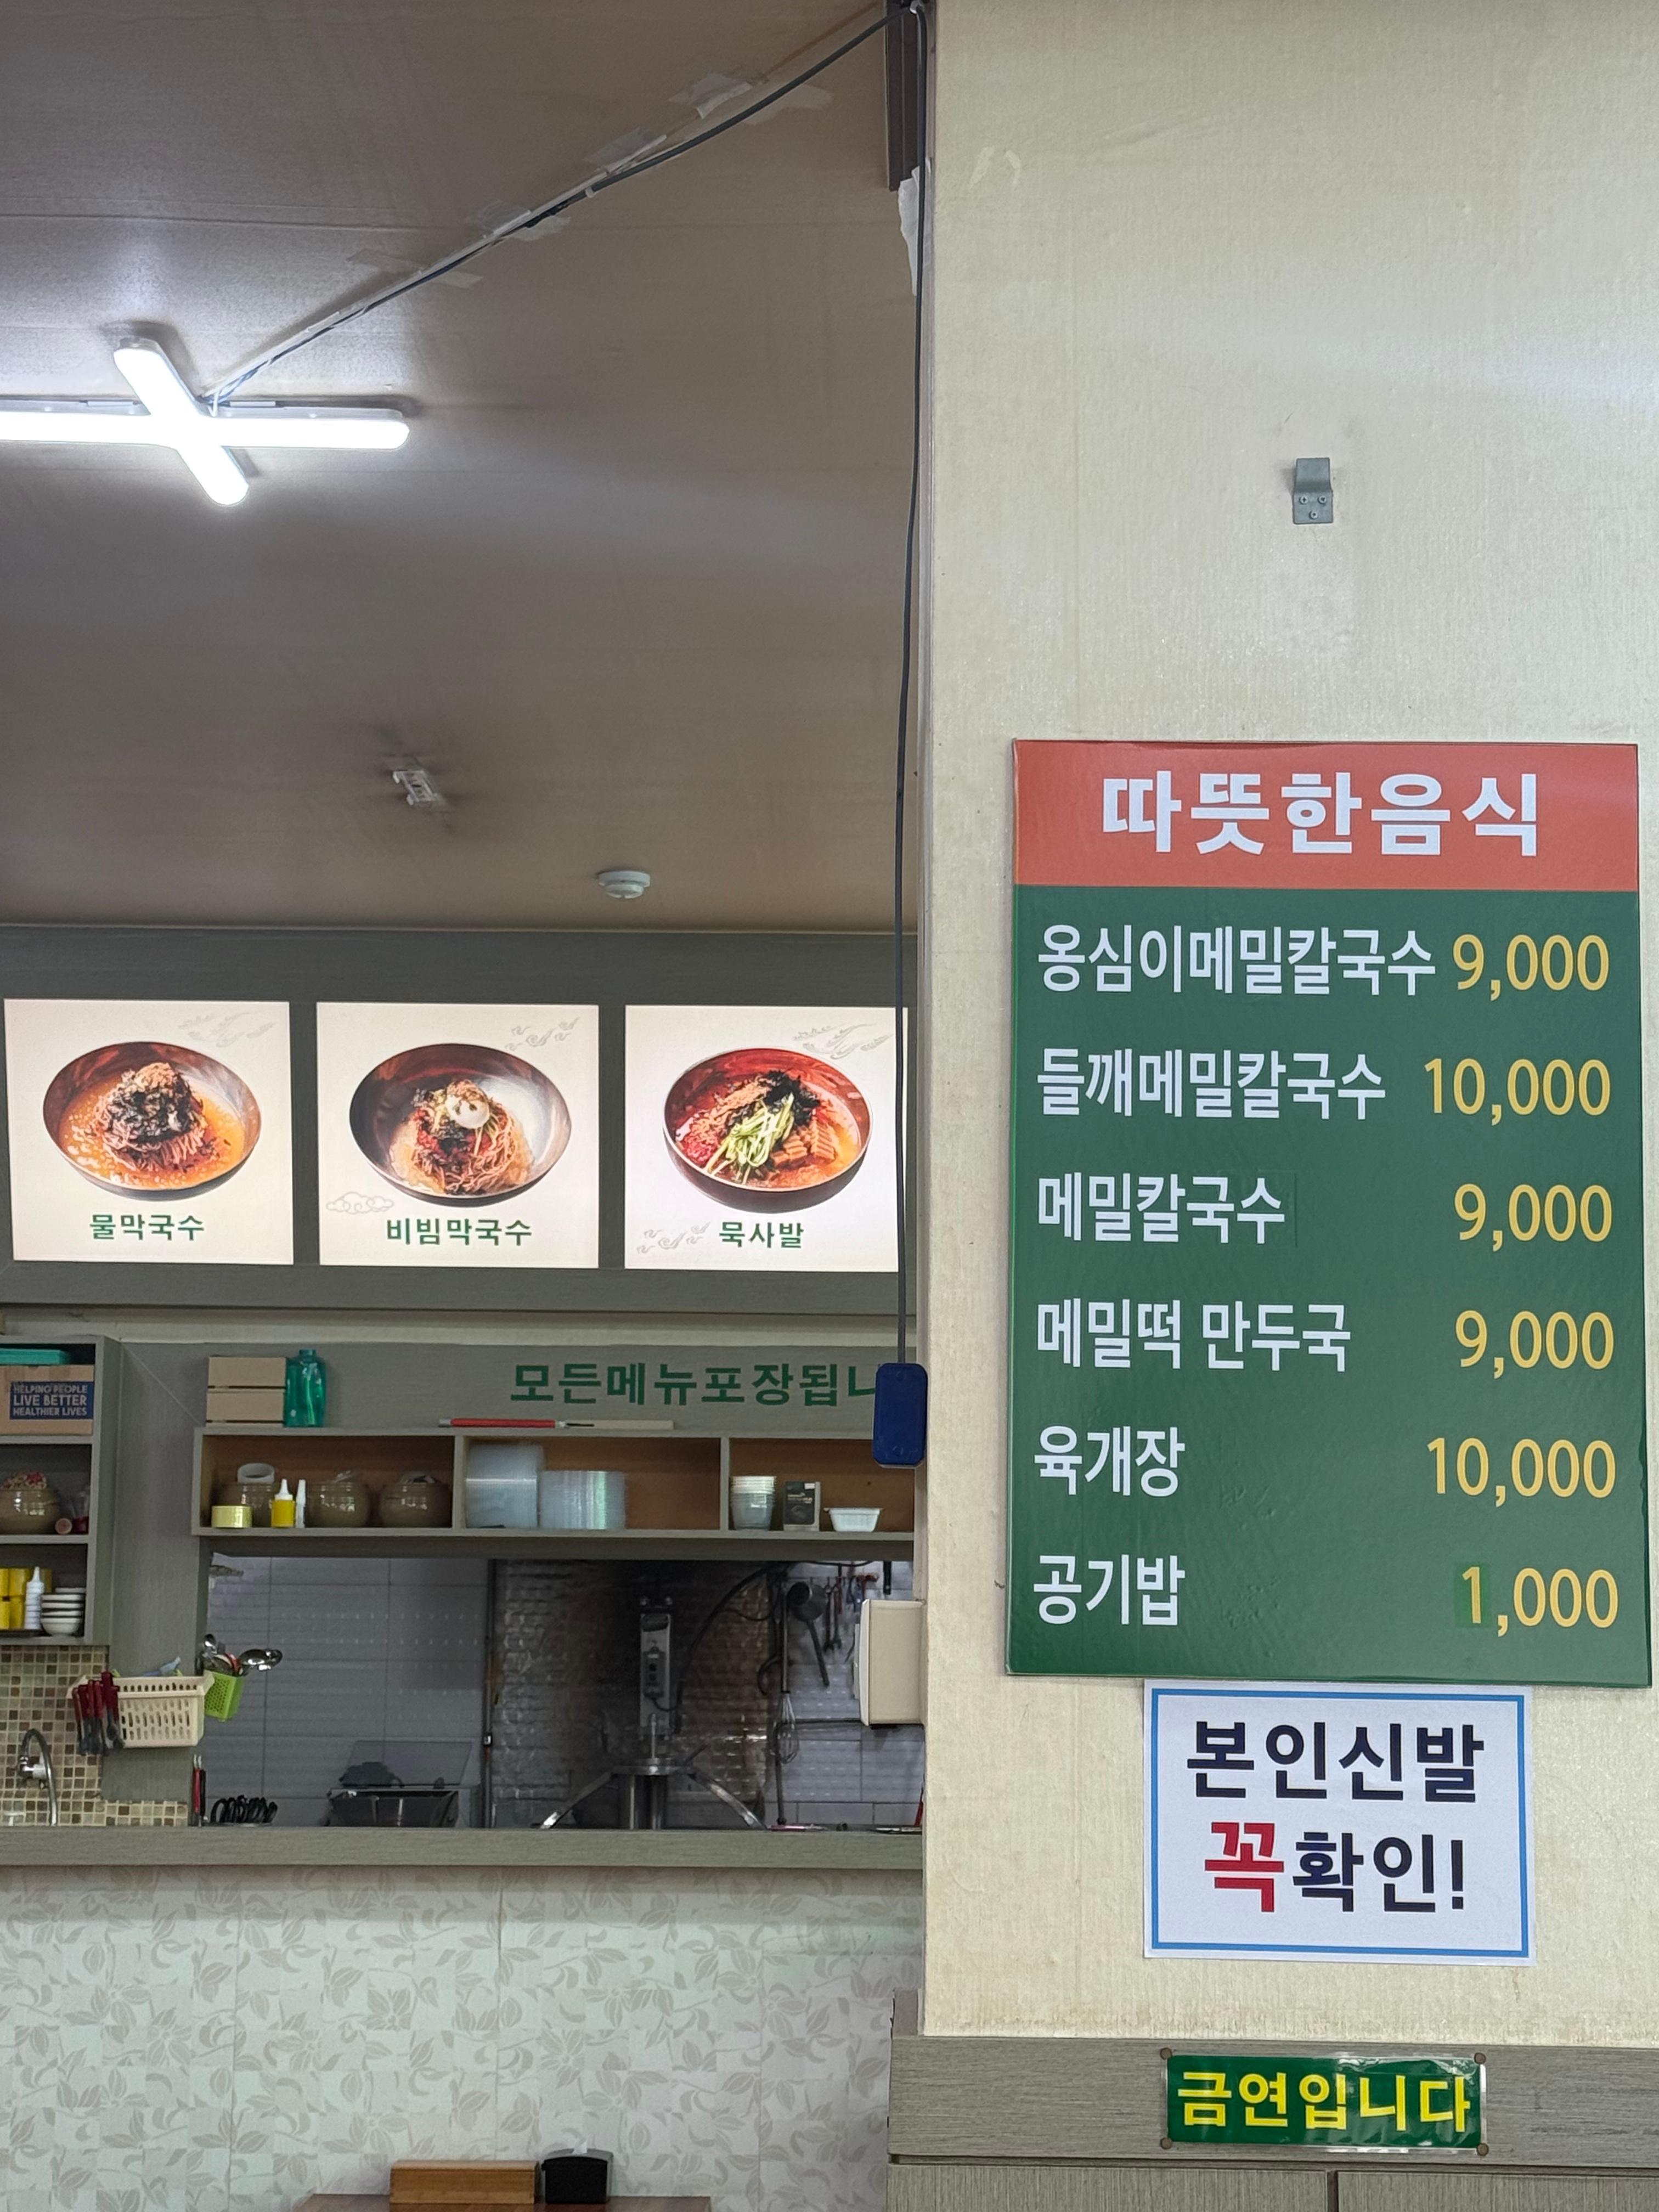 물막국수
비빔막국수
묵사발
모든메뉴포장됩니
HELPING PEOPLE
LIVE BETTER
HEALTHIER LIVES
따뜻한음식
옹심이메밀칼국수 9,000
들깨메밀칼국수 10,000
메밀칼국수 9,000
메밀떡 만두국 9,000
육개장 10,000
공기밥 1,000
본인신발
꼭확인!
금연입니다